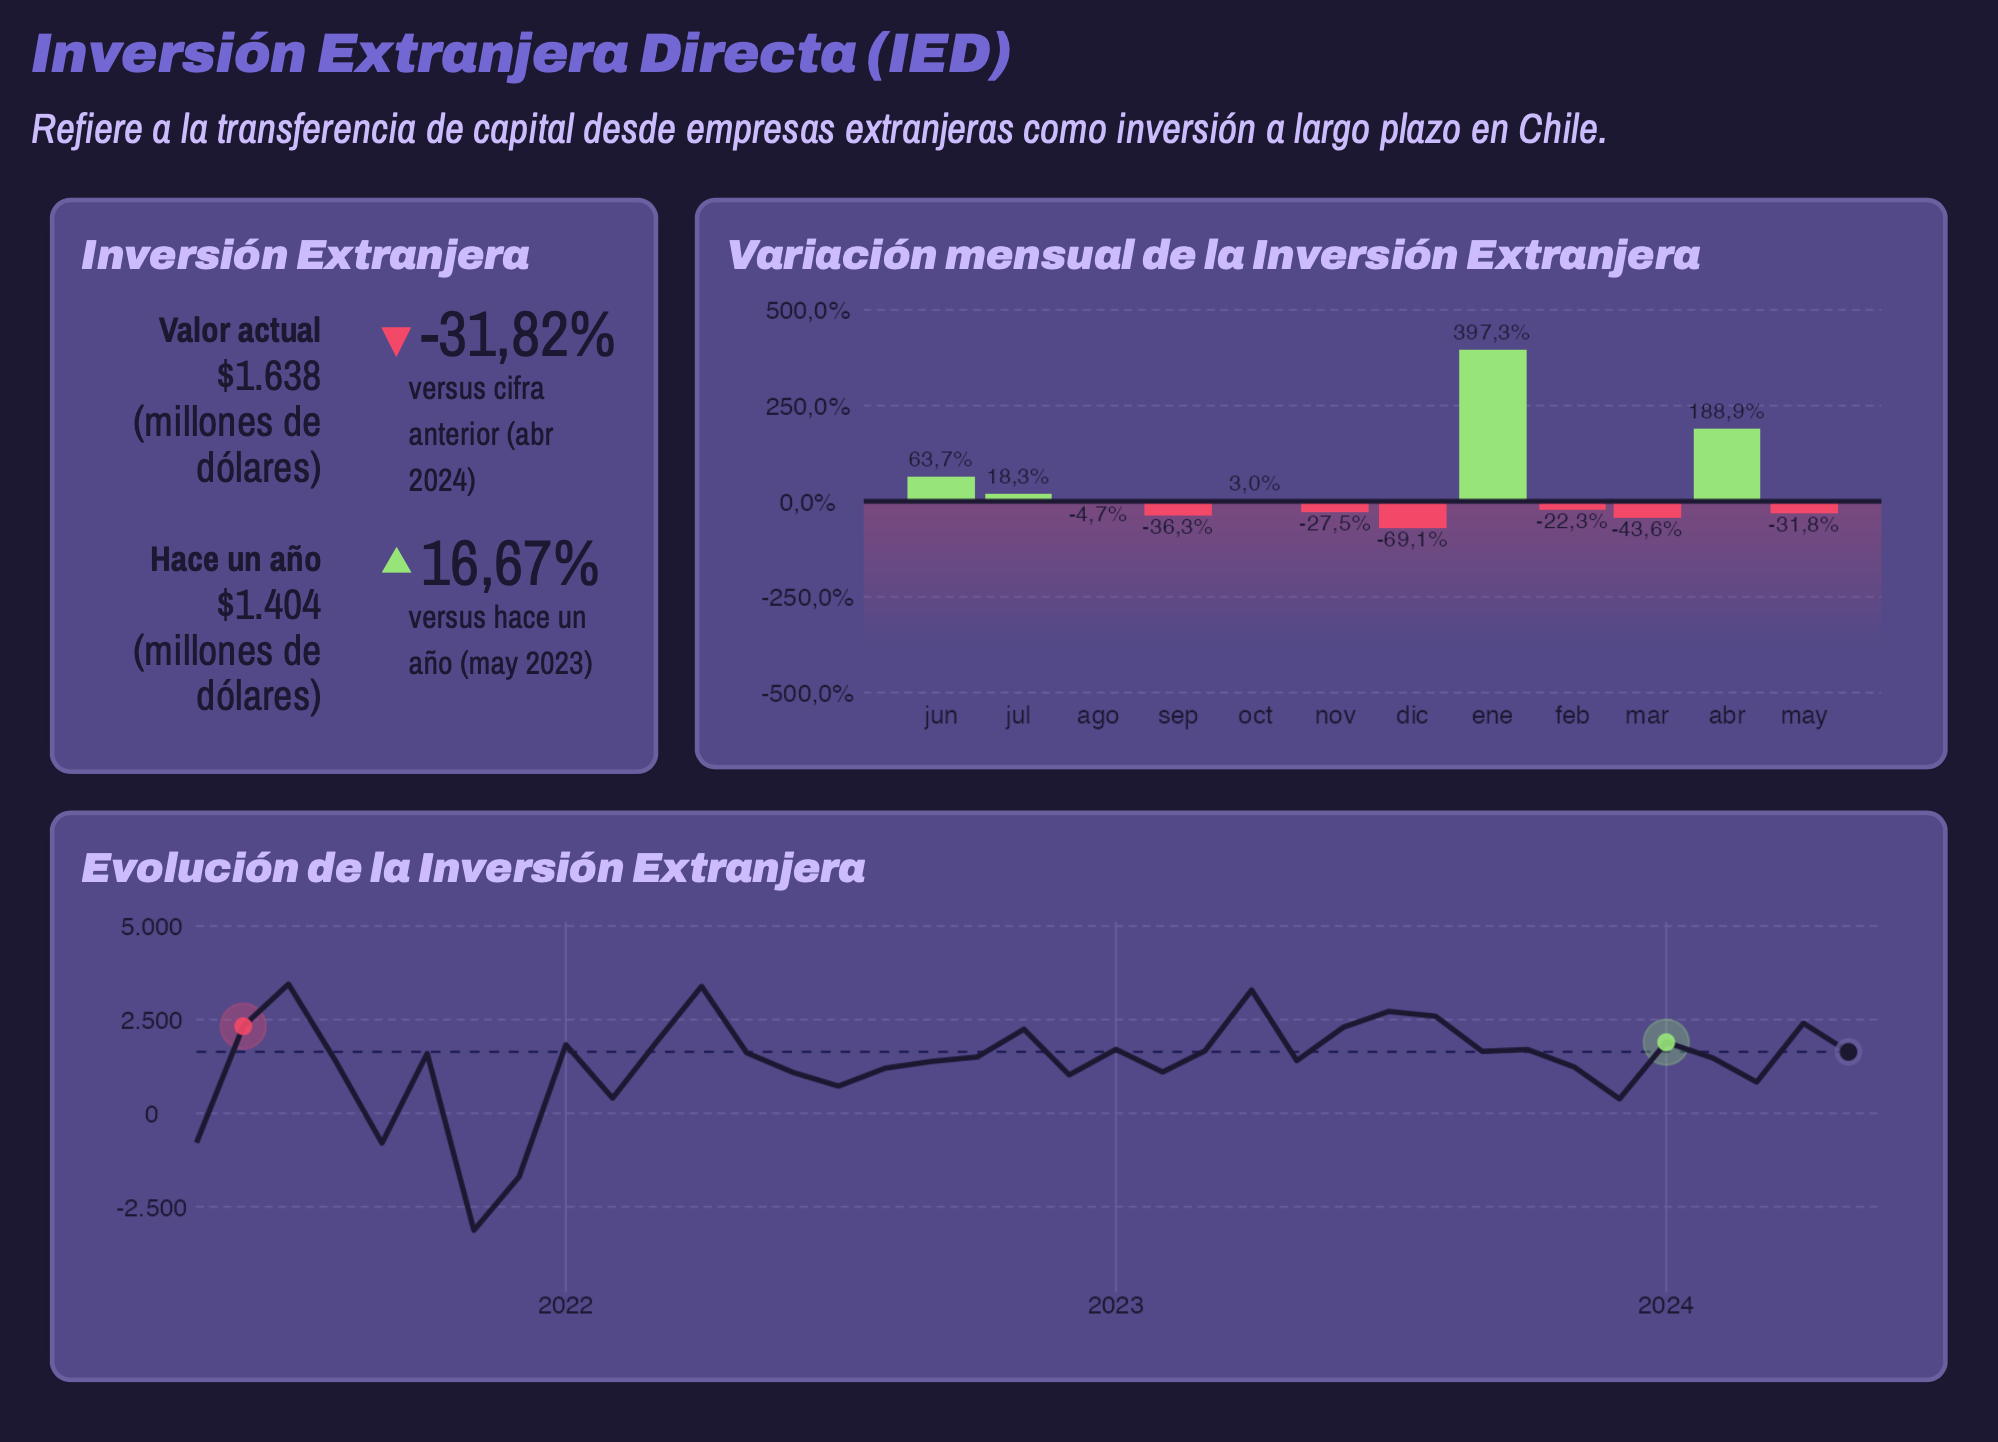 Inversión Extranjera Directa (IED)
Refiere a la transferencia de capital desde empresas extranjeras como inversión a largo plazo en Chile.
Inversión Extranjera
Valor actual
$1.638
(millones de
dólares)
-31,82%
versus cifra
anterior (abr
2024)
Hace un año
$1.404
(millones de
dólares)
16,67%
versus hace un
año (may 2023)
Variación mensual de la Inversión Extranjera
500,0%
250,0%
0,0%
-250,0%
-500,0%
63,7%
18,3%
-4,7%
-36,3%
3,0%
-27,5%
-69,1%
397,3%
-22,3%
-43,6%
188,9%
-31,8%
jun jul ago sep oct nov dic ene feb mar abr may
Evolución de la Inversión Extranjera
5.000
2.500
0
-2.500
2022 2023 2024